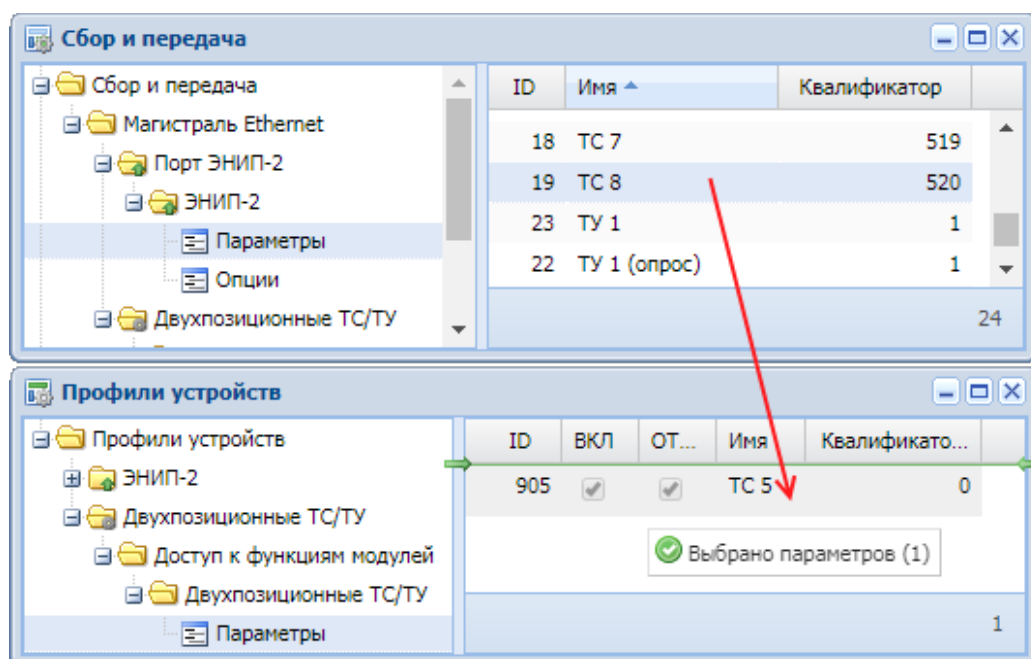 Сбор и передача
Сбор и передача
Магистраль Ethernet
Порт ЭНИП-2
ЭНИП-2
Параметры
Опции
Двухпозиционные ТС/ТУ
ID Имя Квалификатор
18 ТС 7 519
19 ТС 8 520
23 ТУ 1 1
22 ТУ 1 (опрос) 1
24
Профили устройств
Профили устройств
ЭНИП-2
Двухпозиционные ТС/ТУ
Доступ к функциям модулей
Двухпозиционные ТС/ТУ
Параметры
ID ВКЛ ОТ... Имя Квалификато...
905 ТС 5 0
Выбрано параметров (1)
1